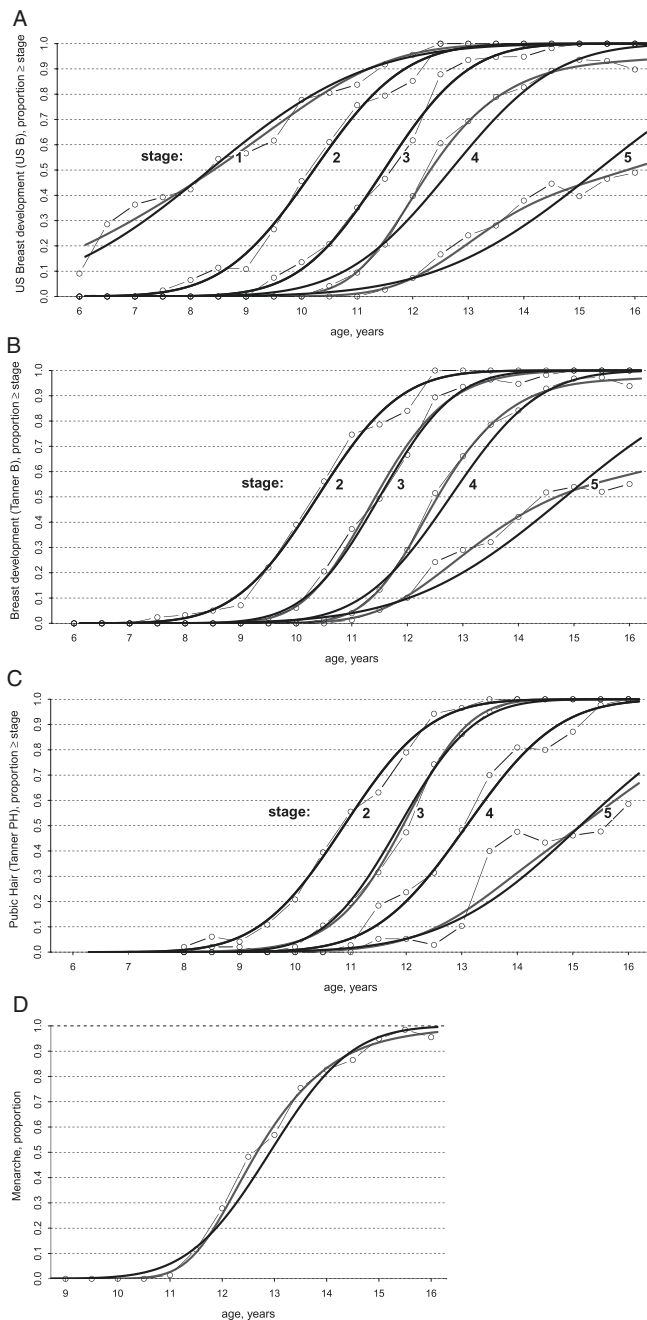 A
US Breast development (US B), proportion ≥ stage
1.0
0.9
0.8
0.7
0.6
0.5
0.4
0.3
0.2
0.1
0.0
stage: 1 2 3 4 5
6 7 8 9 10 11 12 13 14 15 16
age, years
B
Breast development (Tanner B), proportion ≥ stage
1.0
0.9
0.8
0.7
0.6
0.5
0.4
0.3
0.2
0.1
0.0
stage: 2 3 4 5
6 7 8 9 10 11 12 13 14 15 16
age, years
C
Pubic Hair (Tanner PH), proportion ≥ stage
1.0
0.9
0.8
0.7
0.6
0.5
0.4
0.3
0.2
0.1
0.0
stage: 2 3 4 5
6 7 8 9 10 11 12 13 14 15 16
age, years
D
Menarche, proportion
1.0
0.9
0.8
0.7
0.6
0.5
0.4
0.3
0.2
0.1
0.0
9 10 11 12 13 14 15 16
age, years